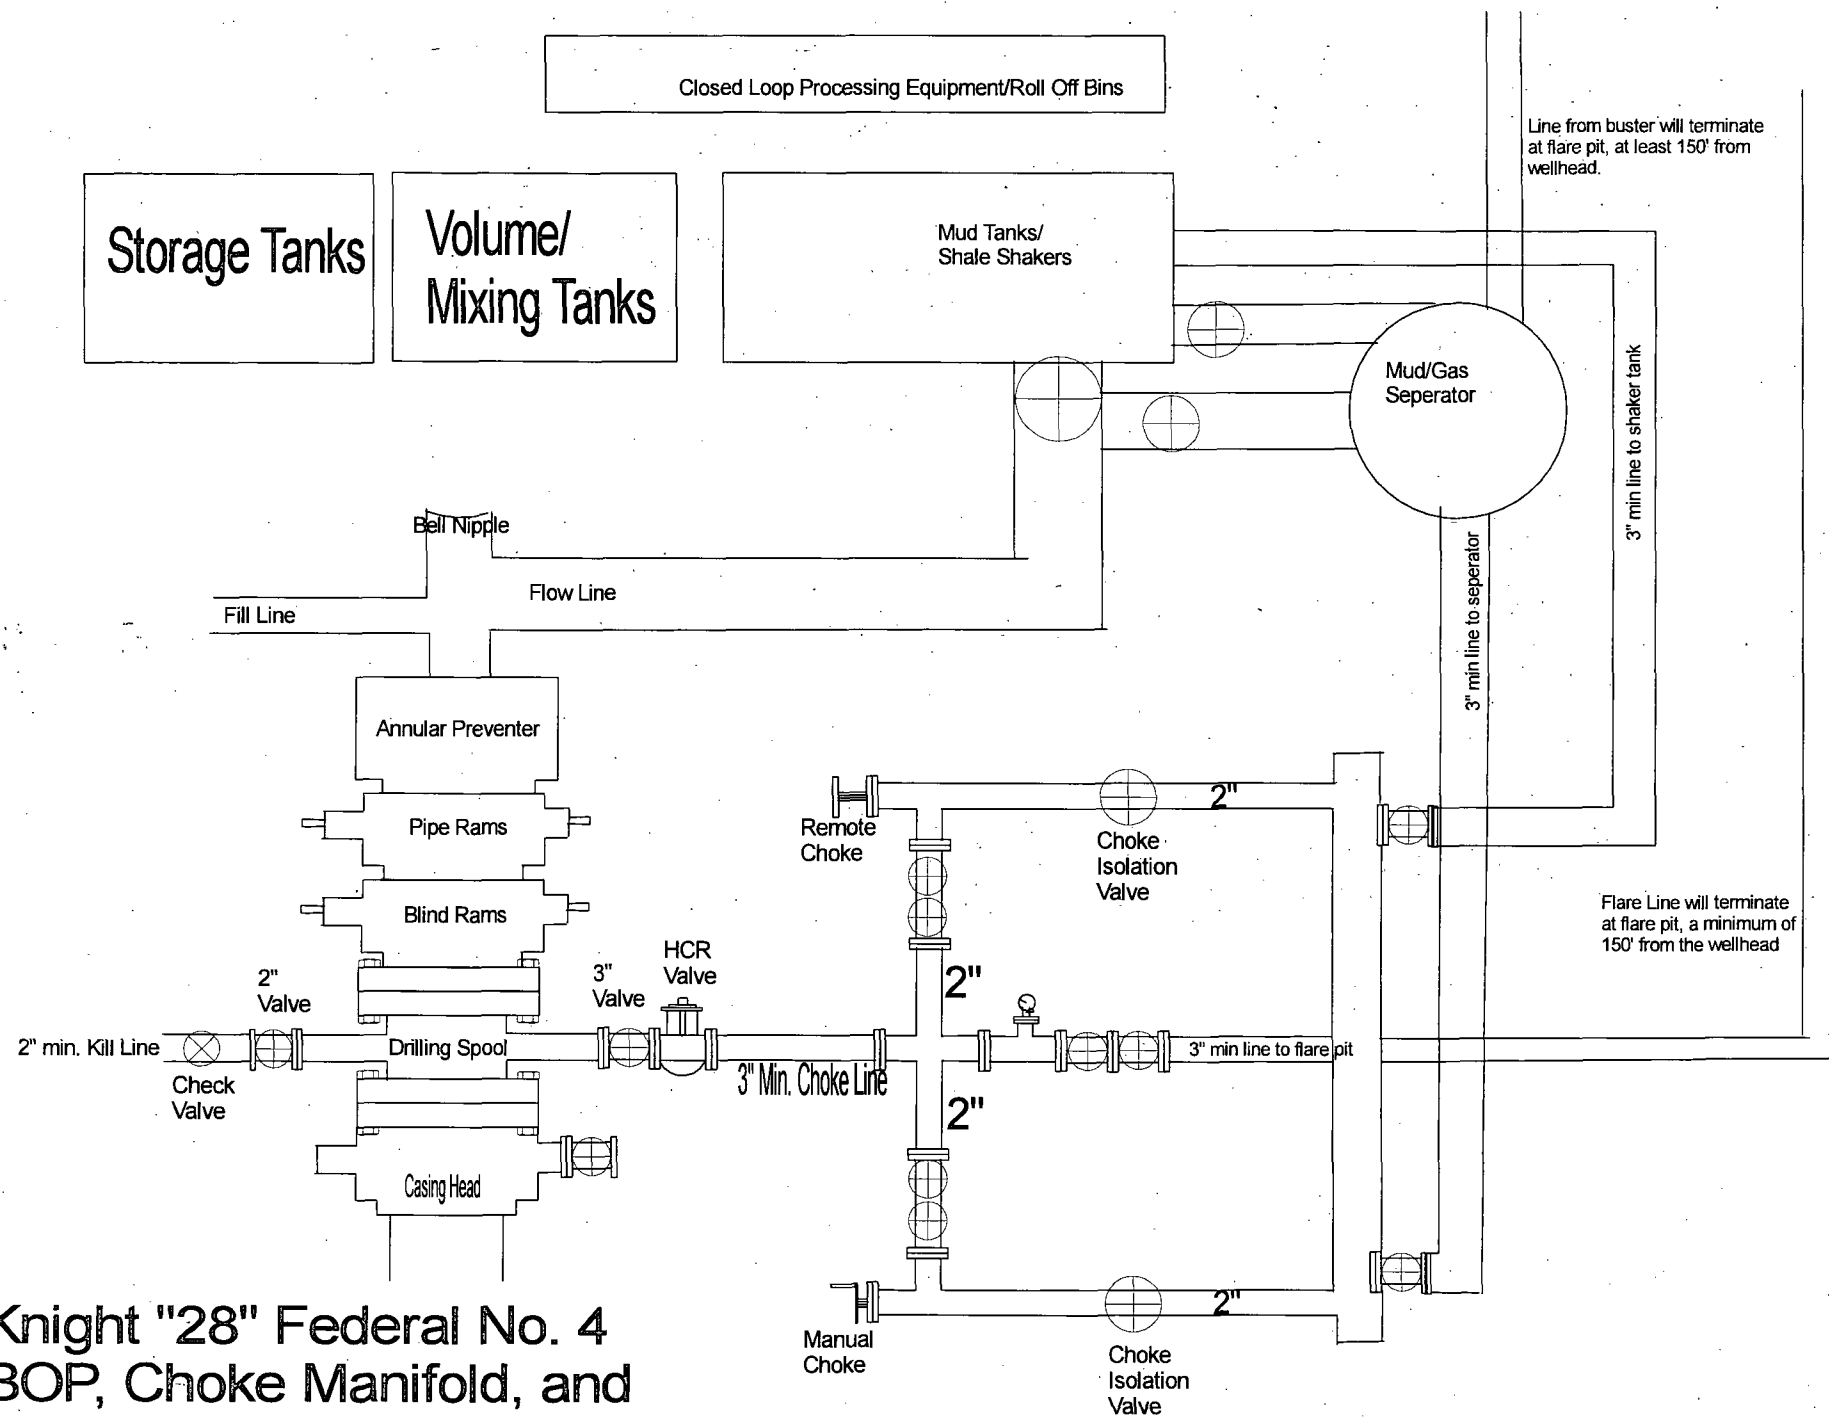 Closed Loop Processing Equipment/Roll Off Bins
Line from buster will terminate
at flare pit, at least 150' from
wellhead.
Storage Tanks
Volume/
Mixing Tanks
Mud Tanks/
Shale Shakers
Mud/Gas
Seperator
3" min line to shaker tank
Bell Nipple
Flow Line
Fill Line
3" min line to seperator
Annular Preventer
Pipe Rams
Blind Rams
Remote
Choke
2"
Choke
Isolation
Valve
Flare Line will terminate
at flare pit, a minimum of
150' from the wellhead
HCR
Valve
2"
Valve
3"
Valve
2"
2" min. Kill Line
Drilling Spool
3" min line to flare pit
Check
Valve
3" Min. Choke Line
2"
Casing Head
2"
Manual
Choke
Choke
Isolation
Valve
Knight "28" Federal No. 4
BOP, Choke Manifold, and